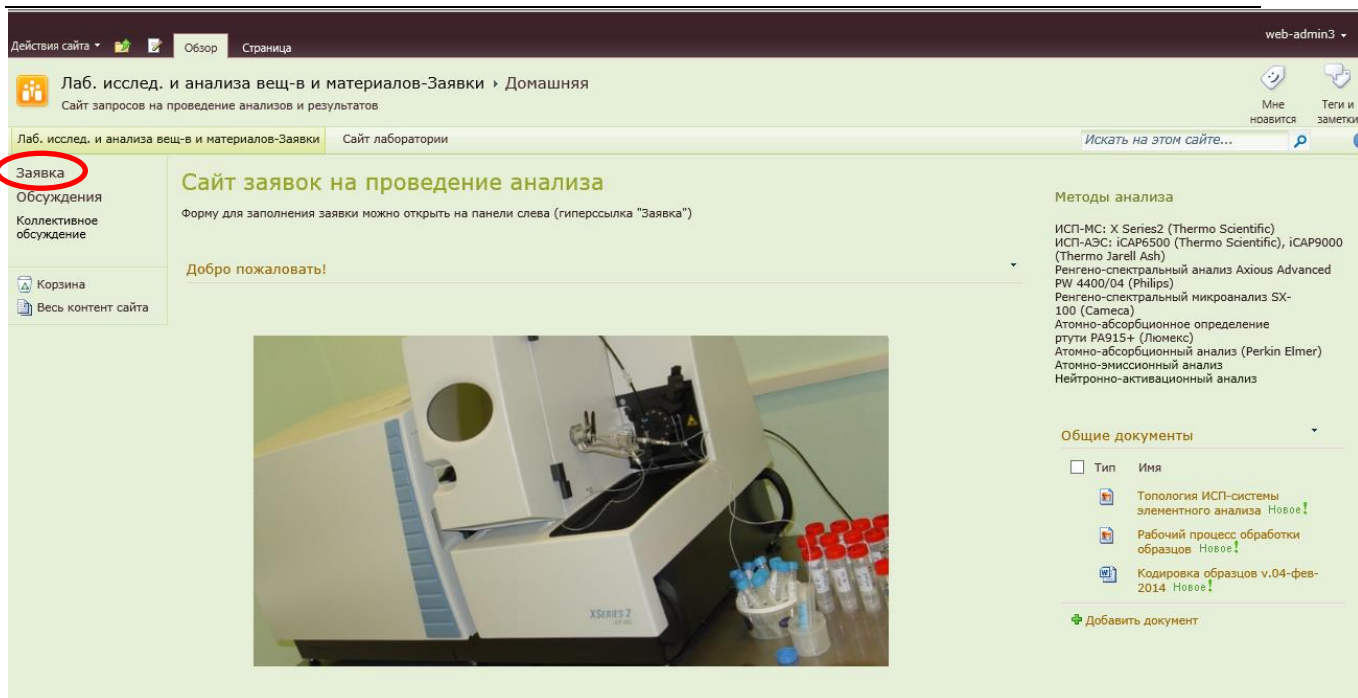 web-admin3
Действия сайта
Обзор
Страница
Лаб. исслед. и анализа вещ-в и материалов-Заявки › Домашняя
Сайт запросов на проведение анализов и результатов
Мне нравится
Теги и заметки
Лаб. исслед. и анализа вещ-в и материалов-Заявки
Сайт лаборатории
Искать на этом сайте...
Заявка
Обсуждения
Коллективное
обсуждение
Корзина
Весь контент сайта
Сайт заявок на проведение анализа
Форму для заполнения заявки можно открыть на панели слева (гиперссылка "Заявка")
Добро пожаловать!
XSERIES 2
Методы анализа
ИСП-МС: X Series2 (Thermo Scientific)
ИСП-АЭС: iCAP6500 (Thermo Scientific), iCAP9000
(Thermo Jarell Ash)
Ренгено-спектральный анализ Axious Advanced
PW 4400/04 (Philips)
Ренгено-спектральный микроанализ SX-
100 (Cameca)
Атомно-абсорбционное определение
ртути РА915+ (Люмекс)
Атомно-абсорбционный анализ (Perkin Elmer)
Атомно-эмиссионный анализ
Нейтронно-активационный анализ
Общие документы
Тип Имя
Топология ИСП-системы
элементного анализа Новое!
Рабочий процесс обработки
образцов Новое!
Кодировка образцов v.04-фев-
2014 Новое!
Добавить документ